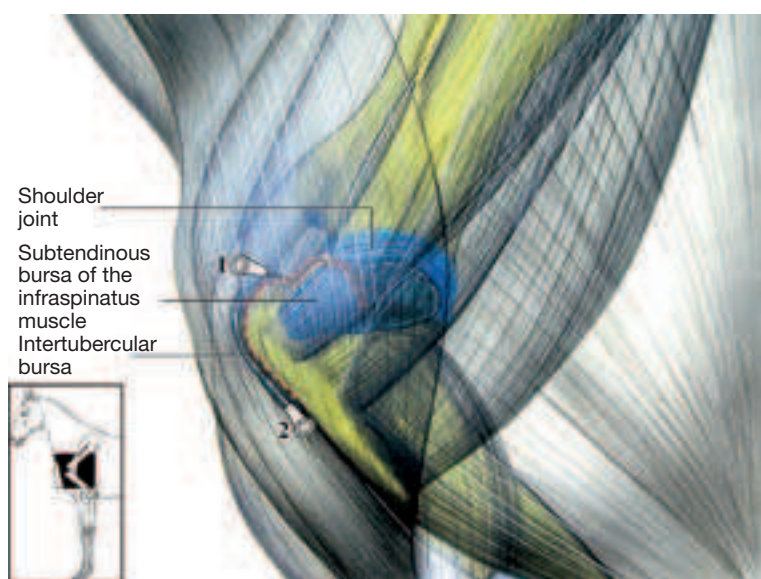 Shoulder
joint
Subtendinous
bursa of the
infraspinatus
muscle
Intertubercular
bursa
1
2